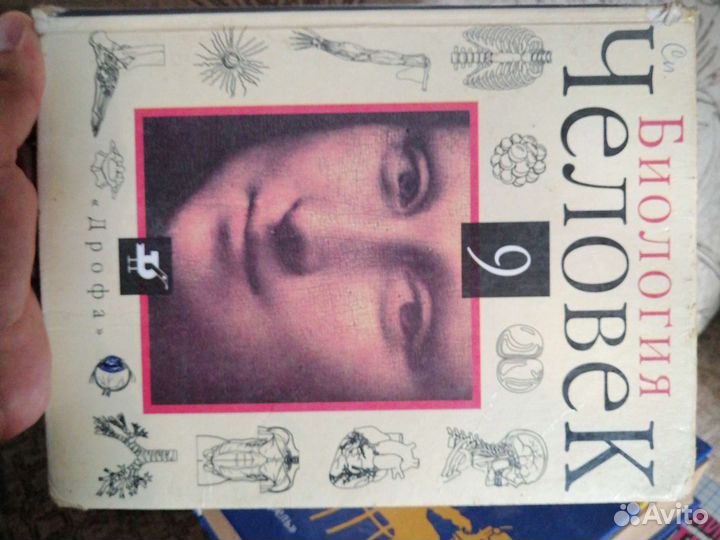 Биология
Человек
9
«Дрофа»
Avito